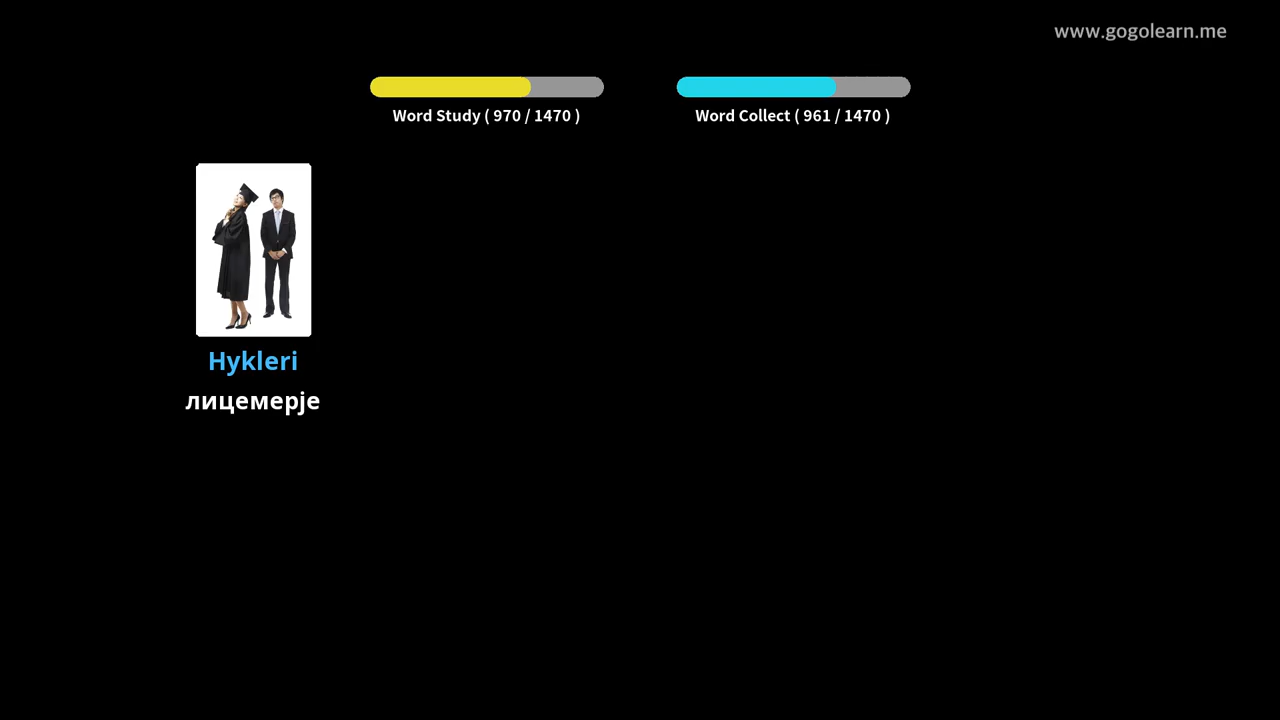 www.gogolearn.me
Word Study ( 970 / 1470 )
Word Collect ( 961 / 1470 )
Hykleri
лицемерје